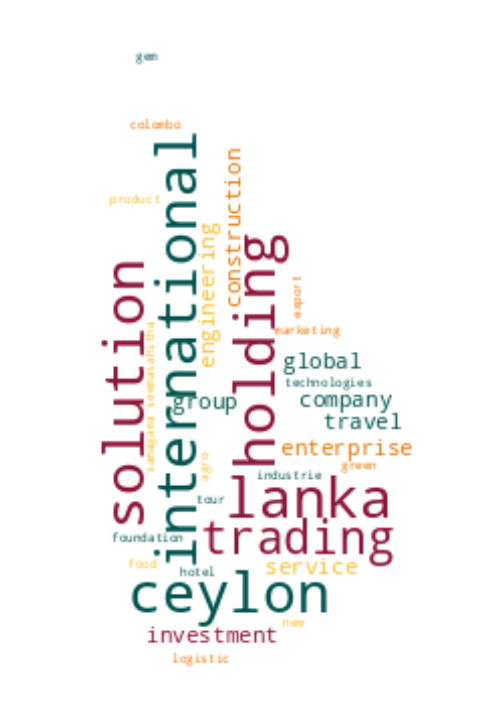 gem
colombo
international
construction
product
engineering
holding
solution
export
samagara seemasahitha
marketing
global
technologies
group
company
travel
enterprise
agro
green
industrie
lanka
tour
trading
foundation
food
service
hotel
ceylon
new
investment
logistic